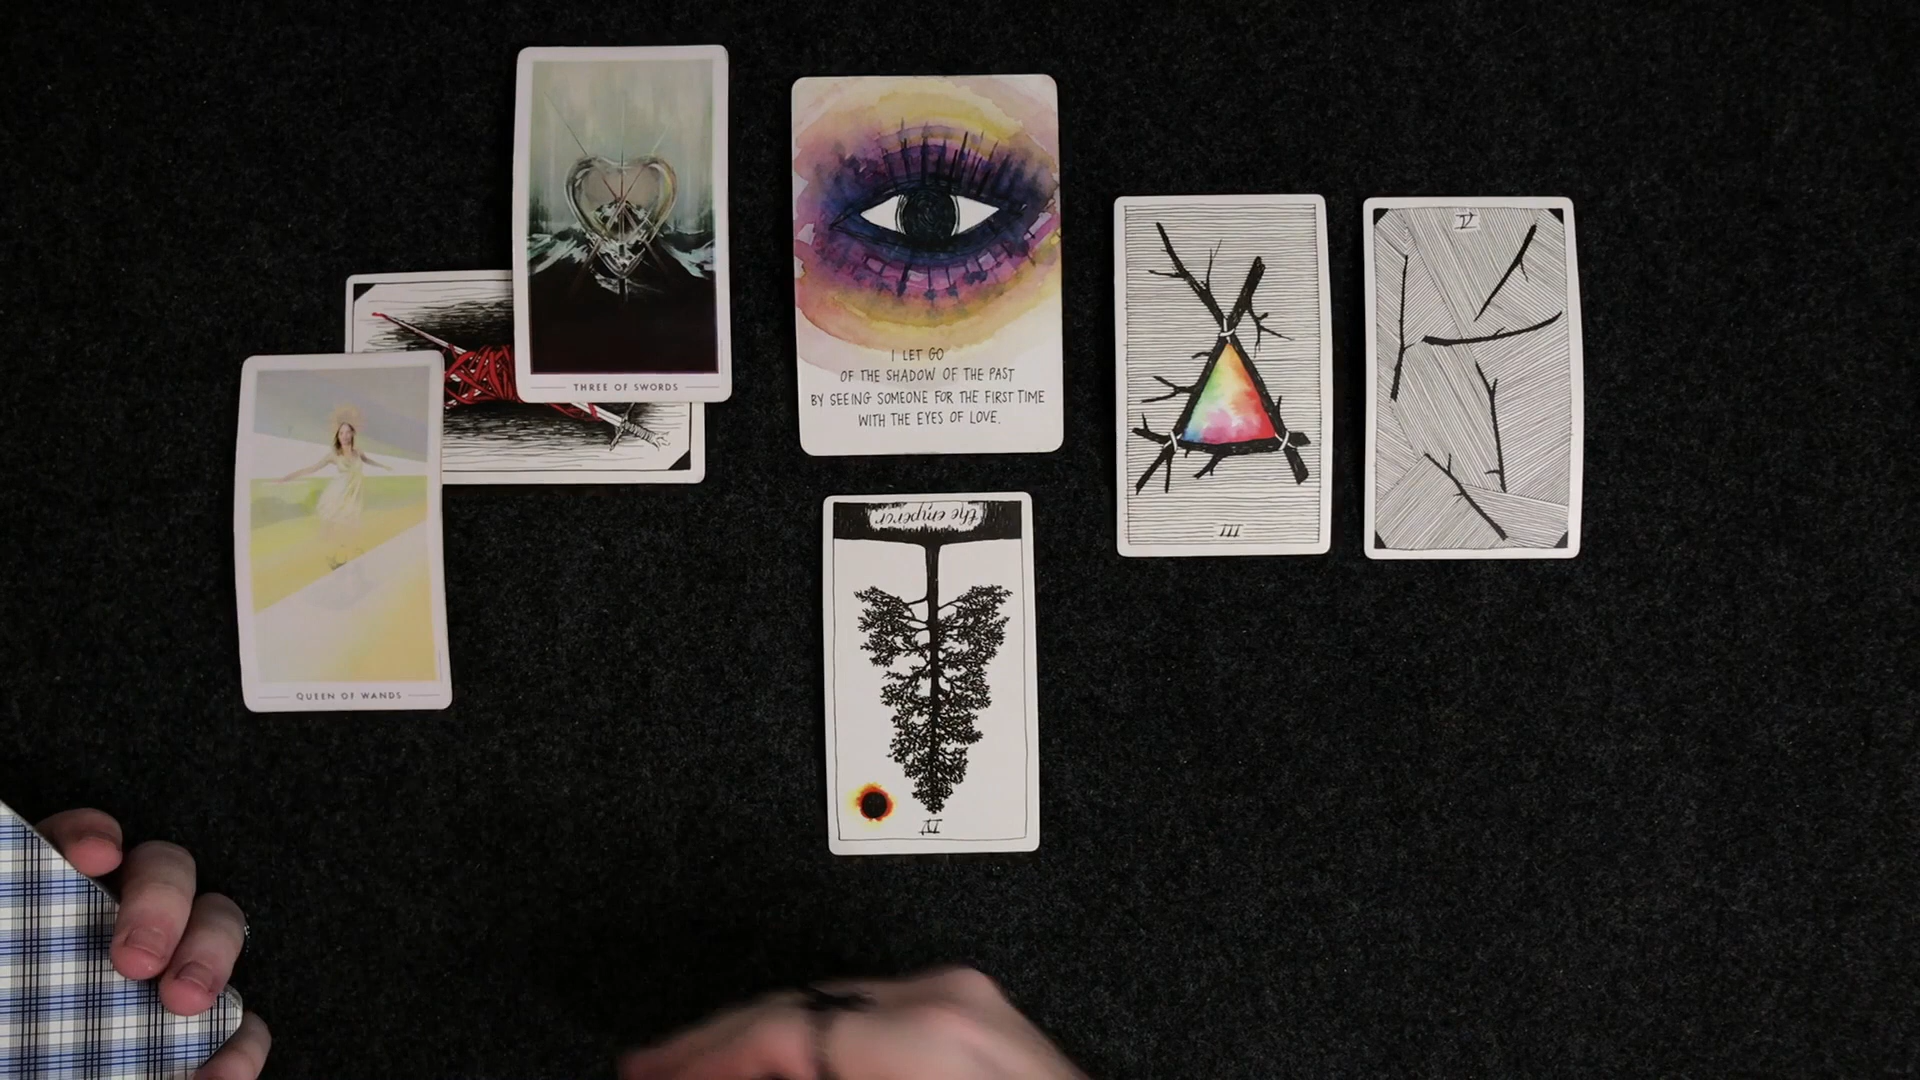 THREE OF SWORDS
I LET GO
OF THE SHADOW OF THE PAST
BY SEEING SOMEONE FOR THE FIRST TIME
WITH THE EYES OF LOVE.
V
III
the emperor
IV
QUEEN OF WANDS